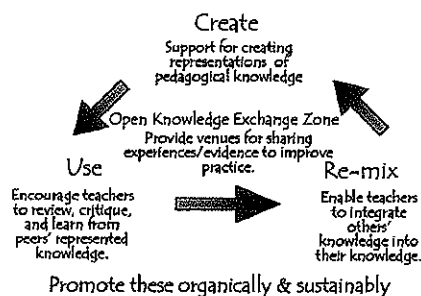 Create
Support for creating
representations of
pedagogical knowledge
Open Knowledge Exchange Zone
Provide venues for sharing
experiences/evidence to improve
practice.
Use
Encourage teachers
to review, critique,
and learn from
peers' represented
knowledge.
Re-mix
Enable teachers
to integrate
others'
knowledge into
their knowledge.
Promote these organically & sustainably